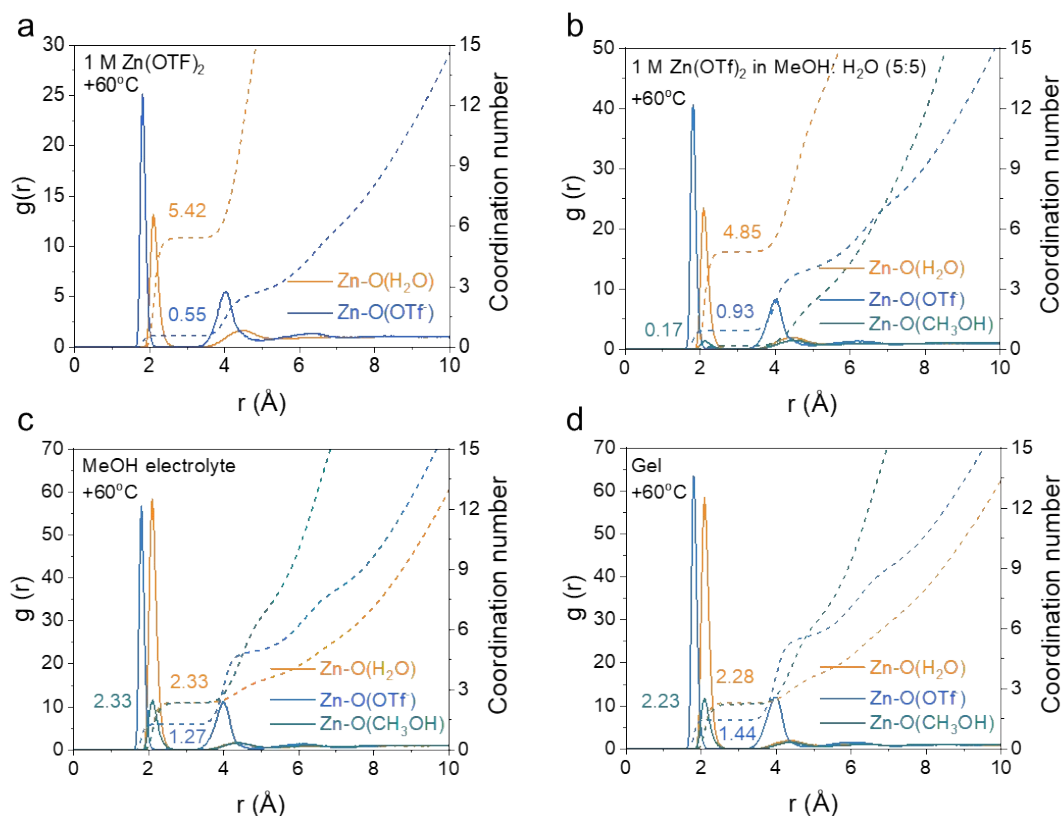 a
1 M Zn(OTF)₂
+60°C
30
25
20
15
10
5
0
15
12
9
6
3
0
5.42
0.55
Zn-O(H₂O)
Zn-O(OTf)
g(r)
Coordination number
0 2 4 6 8 10
r (Å)
b
1 M Zn(OTf)₂ in MeOH: H₂O (5:5)
+60°C
50
40
30
20
10
0
15
12
9
6
3
0
4.85
0.93
0.17
Zn-O(H₂O)
Zn-O(OTf)
Zn-O(CH₃OH)
g (r)
Coordination number
0 2 4 6 8 10
r (Å)
c
MeOH electrolyte
+60°C
70
60
50
40
30
20
10
0
15
12
9
6
3
0
2.33
2.33
1.27
Zn-O(H₂O)
Zn-O(OTf)
Zn-O(CH₃OH)
g (r)
Coordination number
0 2 4 6 8 10
r (Å)
d
Gel
+60°C
70
60
50
40
30
20
10
0
15
12
9
6
3
0
2.28
2.23
1.44
Zn-O(H₂O)
Zn-O(OTf)
Zn-O(CH₃OH)
g (r)
Coordination number
0 2 4 6 8 10
r (Å)